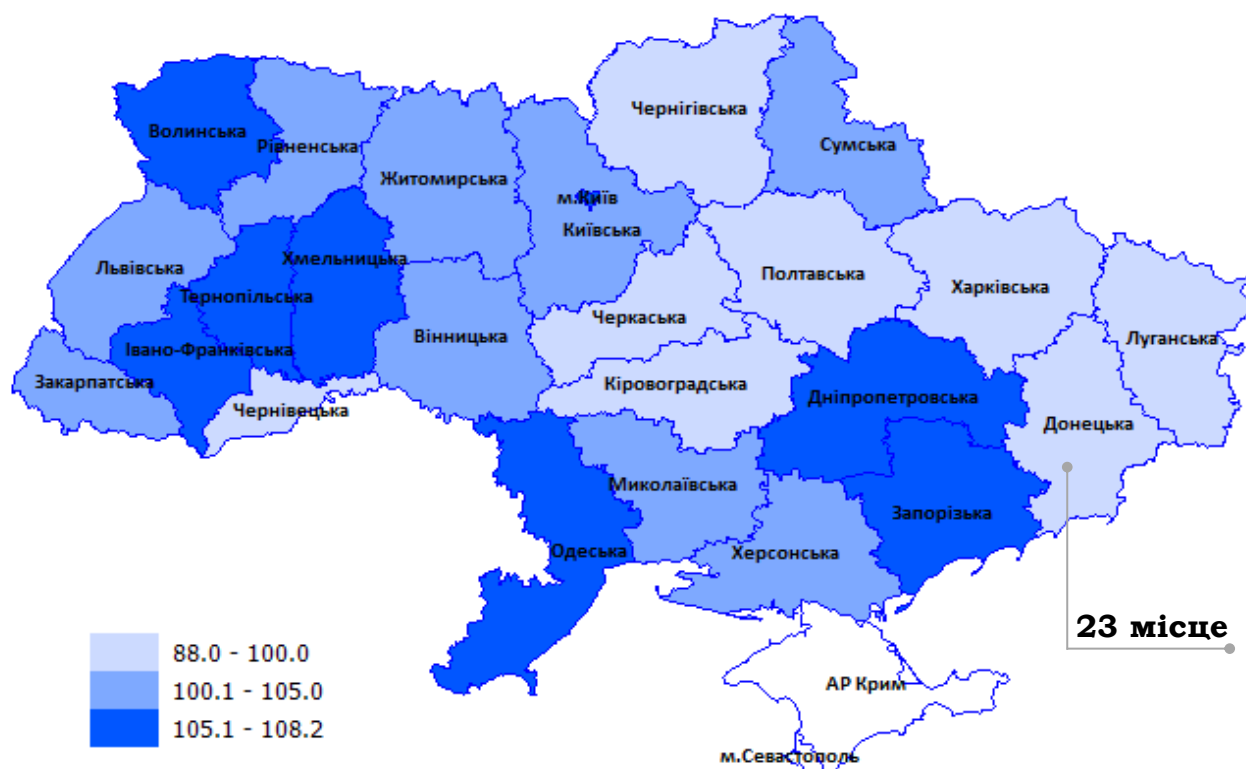 Чернігівська
Волинська
Рівненська
Сумська
Житомирська
м.Київ
Київська
Хмельницька
Львівська
Полтавська
Харківська
Тернопільська
Черкаська
Луганська
Вінницька
Івано-Франківська
Закарпатська
Кіровоградська
Дніпропетровська
Чернівецька
Донецька
Миколаївська
Запорізька
Одеська
Херсонська
23 місце
88.0 - 100.0
100.1 - 105.0
105.1 - 108.2
АР Крим
м.Севастополь